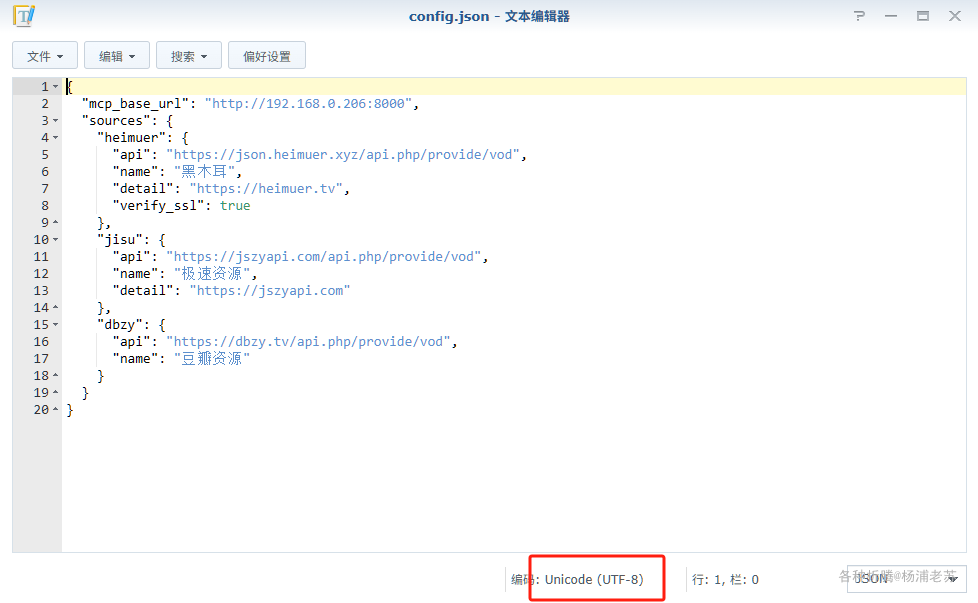 config.json - 文本编辑器
文件 编辑 搜索 偏好设置
1 {
2 "mcp_base_url": "http://192.168.0.206:8000",
3 "sources": {
4 "heimuer": {
5 "api": "https://json.heimuer.xyz/api.php/provide/vod",
6 "name": "黑木耳",
7 "detail": "https://heimuer.tv",
8 "verify_ssl": true
9 },
10 "jisu": {
11 "api": "https://jszyapi.com/api.php/provide/vod",
12 "name": "极速资源",
13 "detail": "https://jszyapi.com"
14 },
15 "dbzy": {
16 "api": "https://dbzy.tv/api.php/provide/vod",
17 "name": "豆瓣资源"
18 }
19 }
20 }
编码: Unicode (UTF-8) 行: 1, 栏: 0 JSON
各种折腾@杨浦老苏